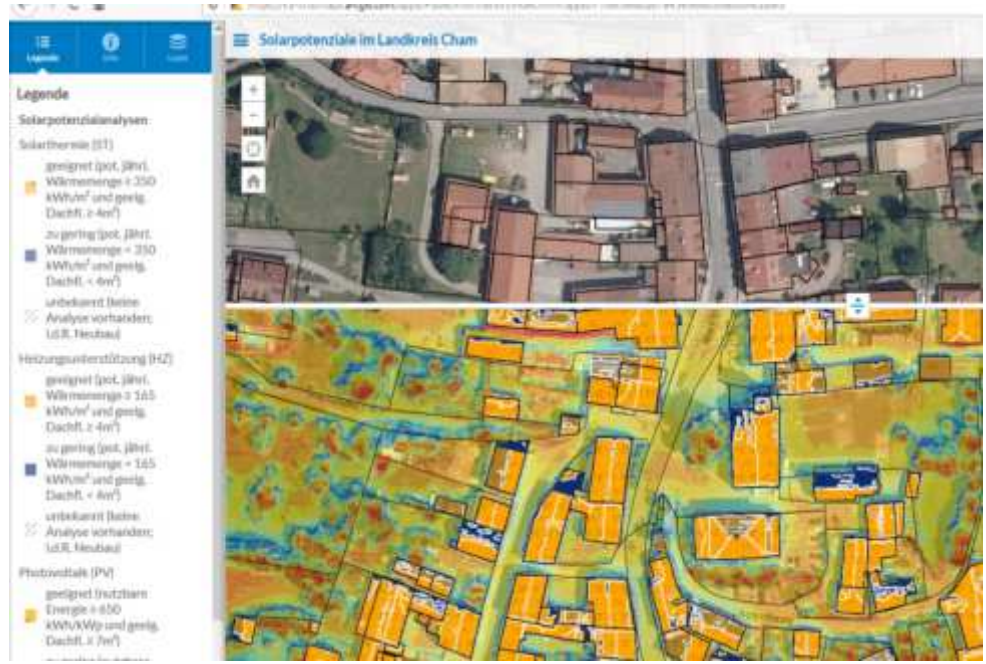 Legende
Info
Solarpotenziale im Landkreis Cham
Legende
Solarpotenzialanalysen
Solarthermie (ST)
geeignet (pot. jährl.
Wärmemenge ≥ 350
kWh/m² und geeig.
Dachfl. ≥ 4m²)
zu gering (pot. jährl.
Wärmemenge < 350
kWh/m² und geeig.
Dachfl. < 4m²)
unbekannt (keine
Analyse vorhanden;
i.d.R. Neubau)
Heizungsunterstützung (HZ)
geeignet (pot. jährl.
Wärmemenge ≥ 165
kWh/m² und geeig.
Dachfl. ≥ 4m²)
zu gering (pot. jährl.
Wärmemenge < 165
kWh/m² und geeig.
Dachfl. < 4m²)
unbekannt (keine
Analyse vorhanden;
i.d.R. Neubau)
Photovoltaik (PV)
geeignet (nutzbare
Energie ≥ 650
kWh/kWp und geeig.
Dachfl. ≥ 7m²)